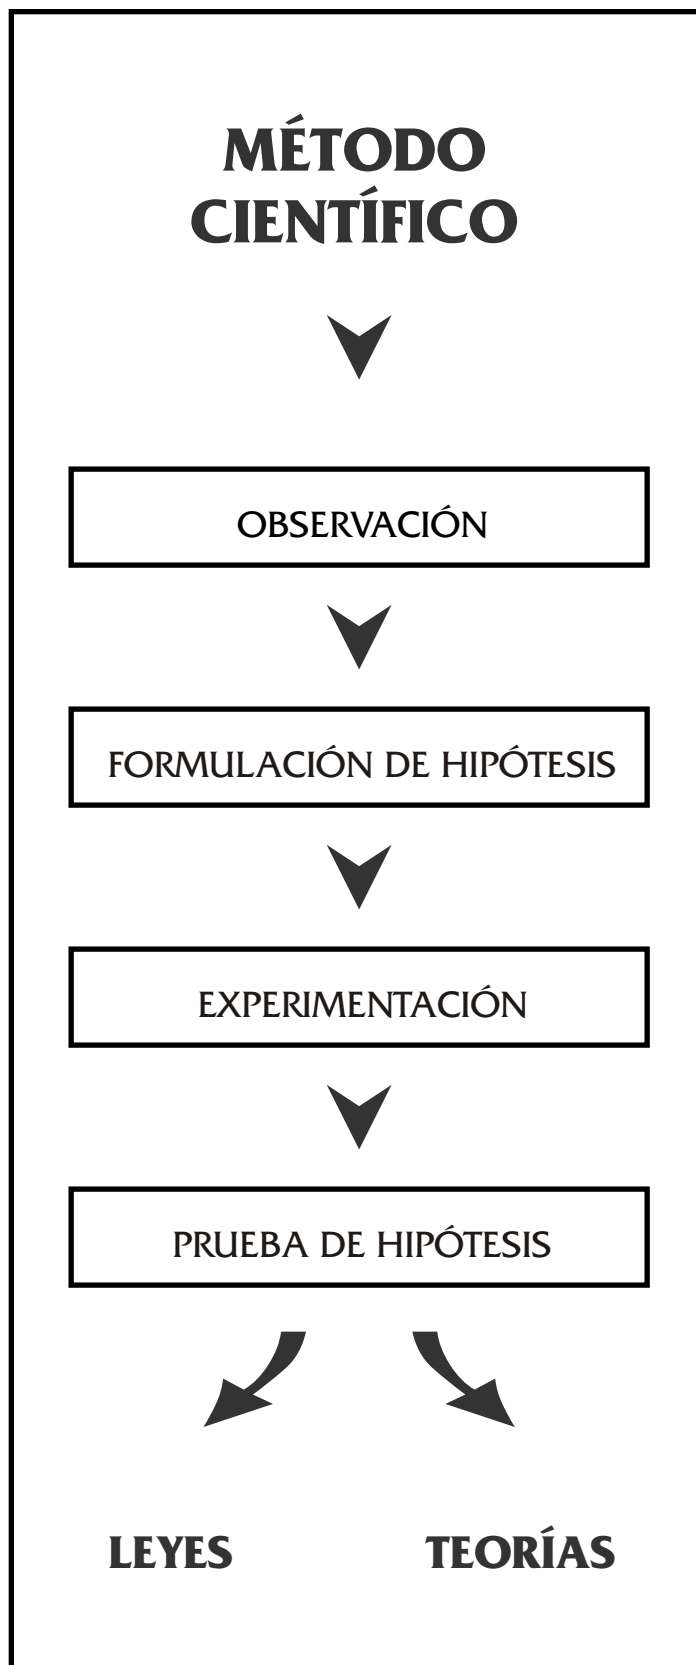 MÉTODO
CIENTÍFICO
OBSERVACIÓN
FORMULACIÓN DE HIPÓTESIS
EXPERIMENTACIÓN
PRUEBA DE HIPÓTESIS
LEYES
TEORÍAS